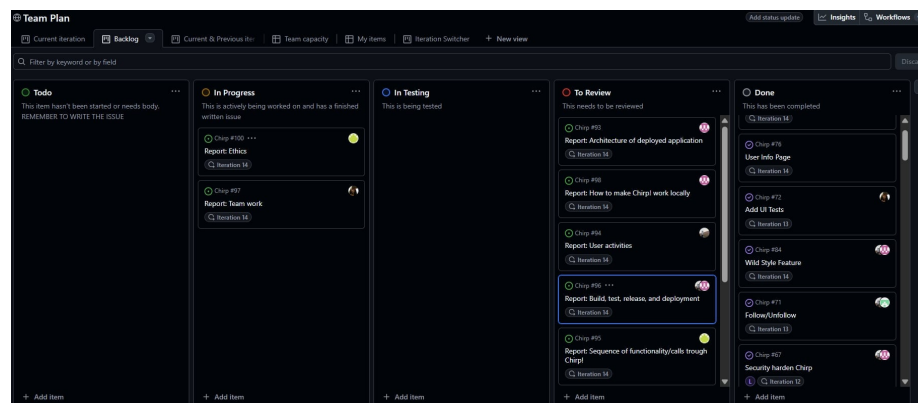 Team Plan
Add status update
Insights
Workflows
Current iteration
Backlog
Current & Previous ite
Team capacity
My items
Iteration Switcher
+ New view
Filter by keyword or by field
Disca
Todo
This item hasn't been started or needs body.
REMEMBER TO WRITE THE ISSUE
+ Add item
In Progress
This is actively being worked on and has a finished
written issue
Chirp #100
Report: Ethics
Iteration 14
Chirp #97
Report: Team work
Iteration 14
+ Add item
In Testing
This is being tested
+ Add item
To Review
This needs to be reviewed
Chirp #93
Report: Architecture of deployed application
Iteration 14
Chirp #98
Report: How to make Chirp! work locally
Iteration 14
Chirp #94
Report: User activities
Iteration 14
Chirp #96
Report: Build, test, release, and deployment
Iteration 14
Chirp #95
Report: Sequence of functionality/calls trough
Chirp!
Iteration 14
+ Add item
Done
This has been completed
Iteration 14
Chirp #76
User Info Page
Iteration 14
Chirp #72
Add UI Tests
Iteration 13
Chirp #84
Wild Style Feature
Iteration 14
Chirp #71
Follow/Unfollow
Iteration 13
Chirp #67
Security harden Chirp
L
Iteration 12
+ Add item